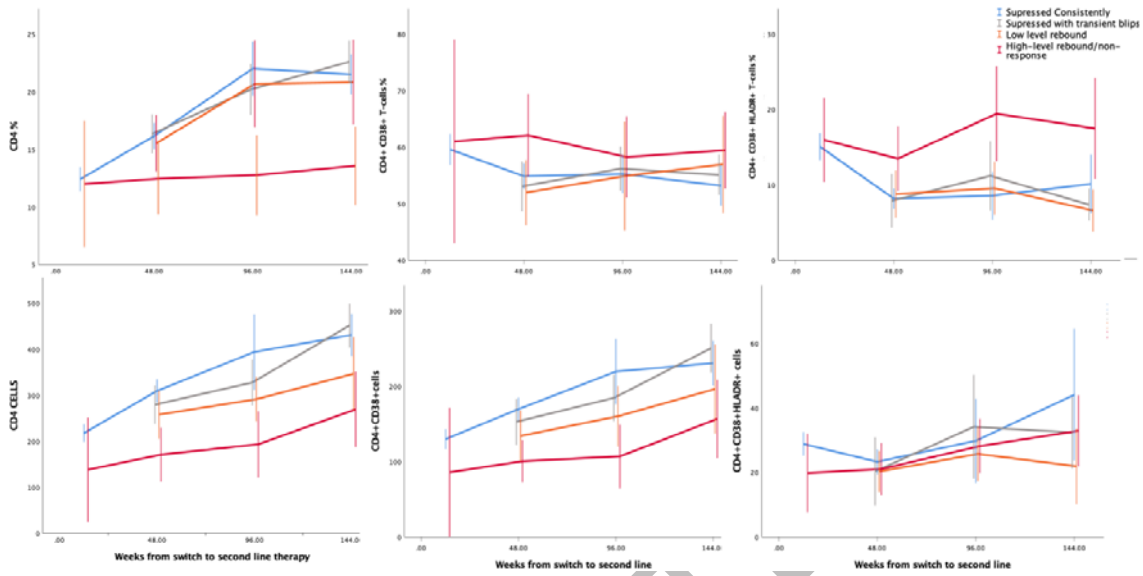 Supressed Consistently
Supressed with transient blips
Low level rebound
High-level rebound/non-
response
CD4 %
25
20
15
10
5
.00 48.00 96.00 144.00
CD4+ CD38+ T-cells %
80
70
60
50
40
.00 48.00 96.00 144.00
CD4+ CD38+ HLADR+ T-cells %
30
20
10
0
.00 48.00 96.00 144.00
CD4 CELLS
500
400
300
200
100
0
.00 48.00 96.00 144.00
Weeks from switch to second line therapy
CD4+CD38+cells
300
200
100
0
.00 48.00 96.00 144.00
Weeks from switch to second line
CD4+CD38+HLADR+ cells
60
40
20
0
.00 48.00 96.00 144.00
Weeks from switch to second line